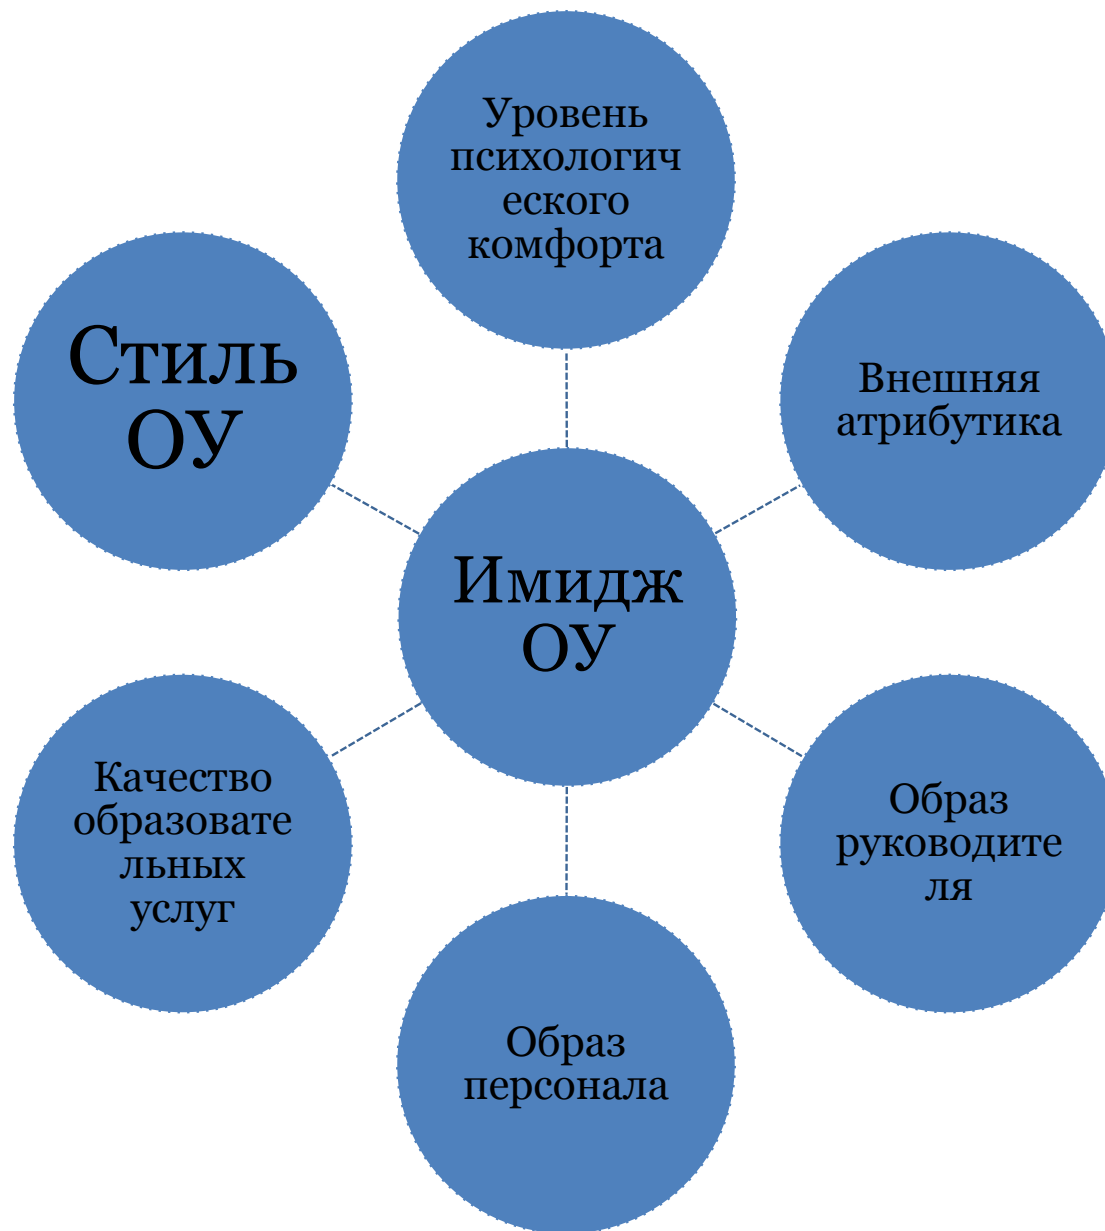 Уровень
психологич
еского
комфорта
Стиль
ОУ
Внешняя
атрибутика
Имидж
ОУ
Качество
образовате
льных
услуг
Образ
руководите
ля
Образ
персонала